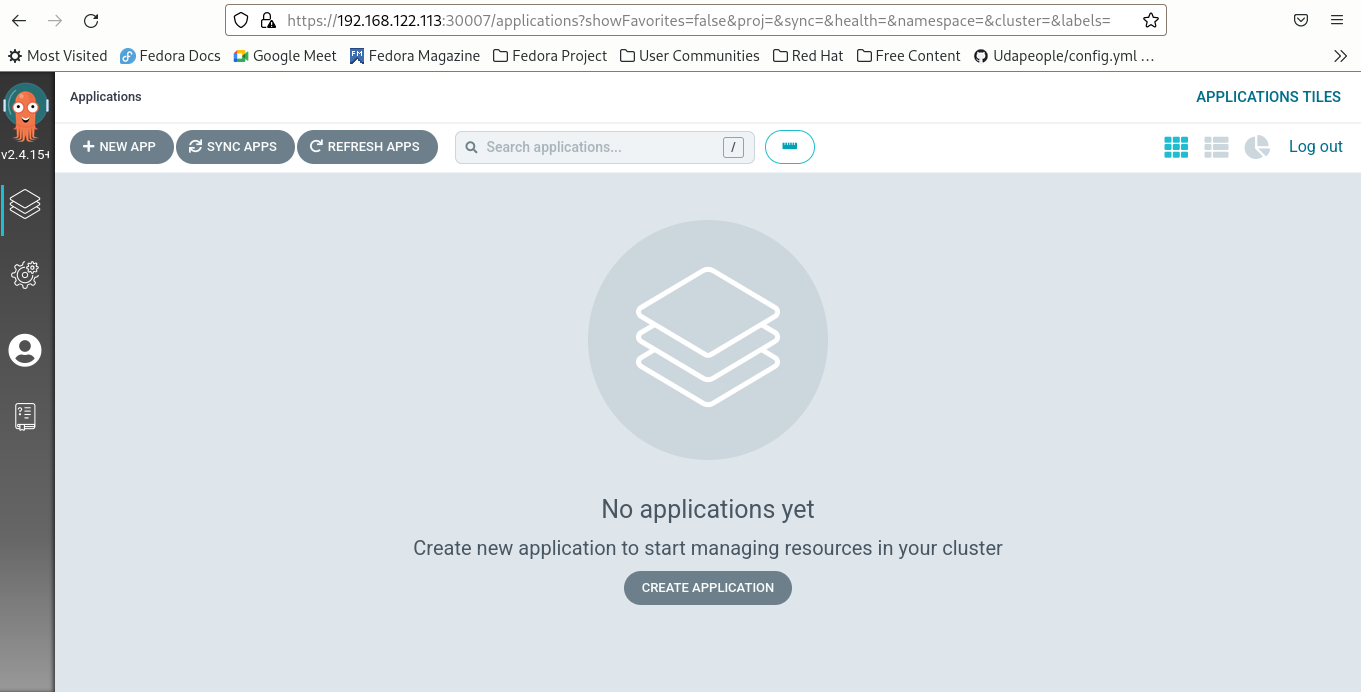 https://192.168.122.113:30007/applications?showFavorites=false&proj=&sync=&health=&namespace=&cluster=&labels=
Most Visited Fedora Docs Google Meet Fedora Magazine Fedora Project User Communities Red Hat Free Content Udapeople/config.yml ...
Applications APPLICATIONS TILES
v2.4.15+ NEW APP SYNC APPS REFRESH APPS Search applications... / Log out
No applications yet
Create new application to start managing resources in your cluster
CREATE APPLICATION